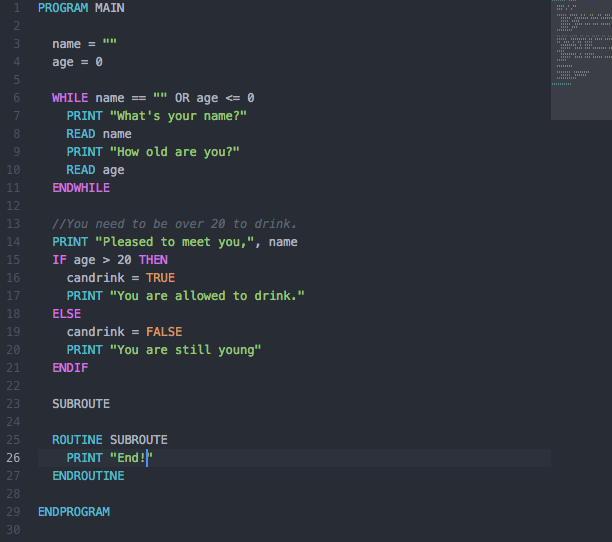 1 PROGRAM MAIN
2
3 name = ""
4 age = 0
5
6 WHILE name == "" OR age <= 0
7 PRINT "What's your name?"
8 READ name
9 PRINT "How old are you?"
10 READ age
11 ENDWHILE
12
13 //You need to be over 20 to drink.
14 PRINT "Pleased to meet you,", name
15 IF age > 20 THEN
16 candrink = TRUE
17 PRINT "You are allowed to drink."
18 ELSE
19 candrink = FALSE
20 PRINT "You are still young"
21 ENDIF
22
23 SUBROUTE
24
25 ROUTINE SUBROUTE
26 PRINT "End!"
27 ENDROUTINE
28
29 ENDPROGRAM
30